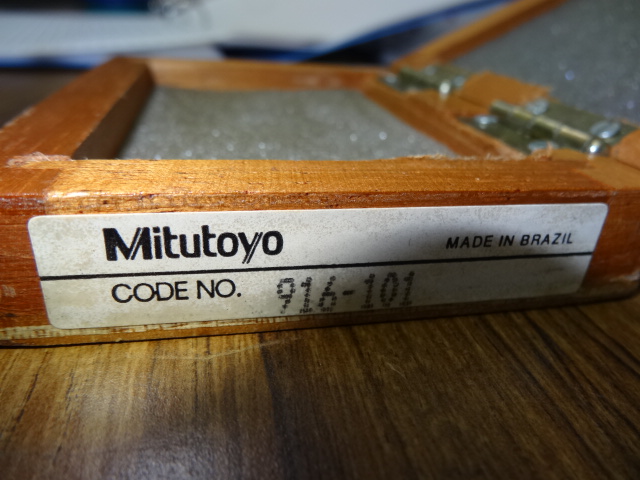 Mitutoyo
MADE IN BRAZIL
CODE NO. 916-101